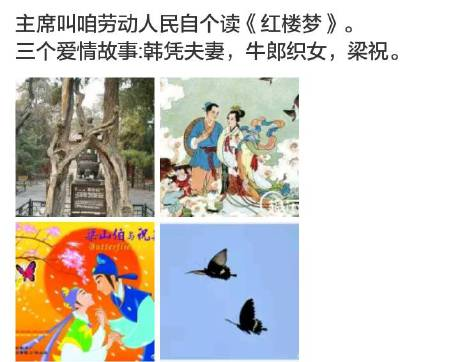 主席叫咱劳动人民自个读《红楼梦》。
三个爱情故事:韩凭夫妻，牛郎织女，梁祝。
梁山伯与祝
Butterfl